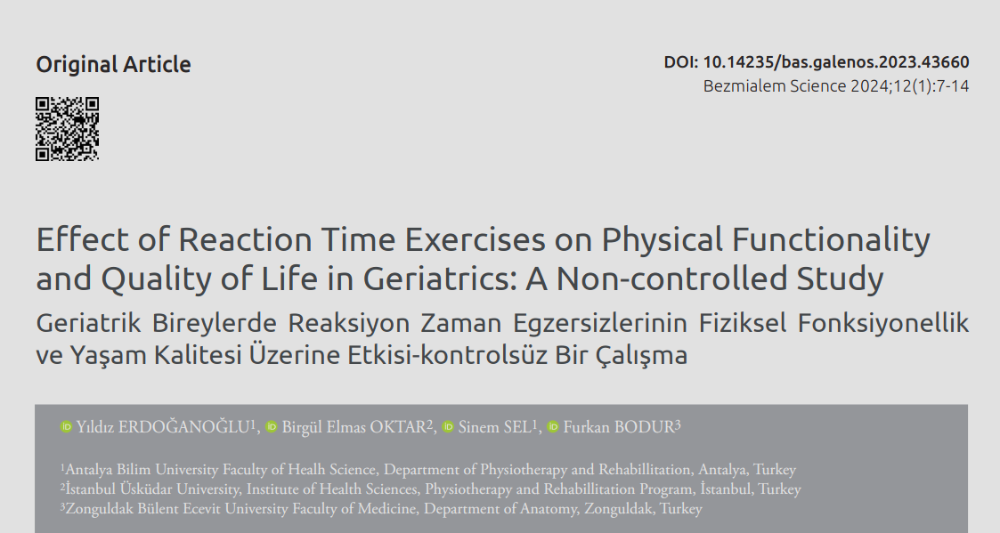 Original Article
DOI: 10.14235/bas.galenos.2023.43660
Bezmialem Science 2024;12(1):7-14
Effect of Reaction Time Exercises on Physical Functionality
and Quality of Life in Geriatrics: A Non-controlled Study
Geriatrik Bireylerde Reaksiyon Zaman Egzersizlerinin Fiziksel Fonksiyonellik
ve Yaşam Kalitesi Üzerine Etkisi-kontrolsüz Bir Çalışma
iD Yıldız ERDOĞANOĞLU¹, iD Birgül Elmas OKTAR², iD Sinem SEL¹, iD Furkan BODUR³
¹Antalya Bilim University Faculty of Healh Science, Department of Physiotherapy and Rehabillitation, Antalya, Turkey
²İstanbul Üsküdar University, Institute of Health Sciences, Physiotherapy and Rehabillitation Program, İstanbul, Turkey
³Zonguldak Bülent Ecevit University Faculty of Medicine, Department of Anatomy, Zonguldak, Turkey